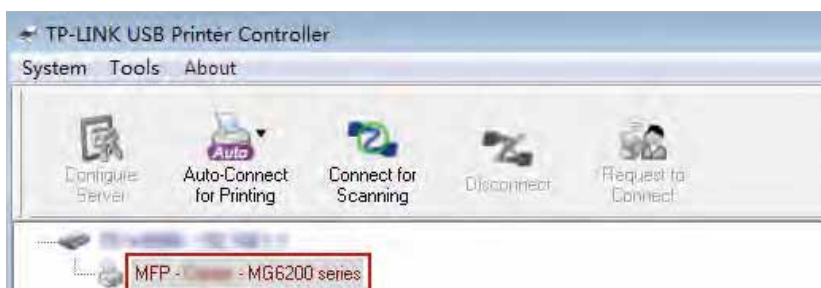 TP-LINK USB Printer Controller
System Tools About
Configure Server
Auto
Auto-Connect for Printing
Connect for Scanning
Disconnect
Request to Connect
MFP - - MG6200 series